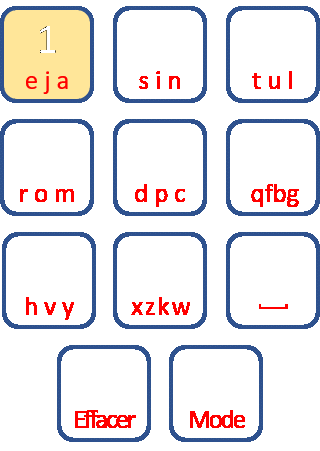 1
e j a s i n t u l
r o m d p c qfbg
h v y xzkw
Effacer Mode